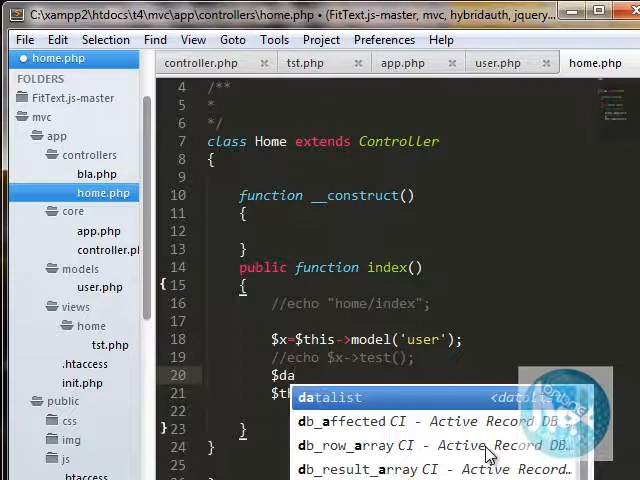 C:\xampp2\htdocs\t4\mvc\app\controllers\home.php • (FitText.js-master, mvc, hybridauth, jquery...
File Edit Selection Find View Goto Tools Project Preferences Help
home.php
controller.php tst.php app.php user.php home.php
FOLDERS
FitText.js-master
mvc
app
controllers
bla.php
home.php
core
app.php
controller.pl
models
user.php
views
home
tst.php
.htaccess
init.php
public
css
img
js
.htaccess
4 /**
5 *
6 */
7 class Home extends Controller
8 {
9
10 function __construct()
11 {
12
13 }
14 public function index()
15 {
16 //echo "home/index";
17
18 $x=$this->model('user');
19 //echo $x->test();
20 $da
21 $th
22
23 }
24 }
25
datalist <datalis
db_affected CI - Active Record DB...
db_row_array CI - Active Record DB...
db_result_array CI - Active Record...